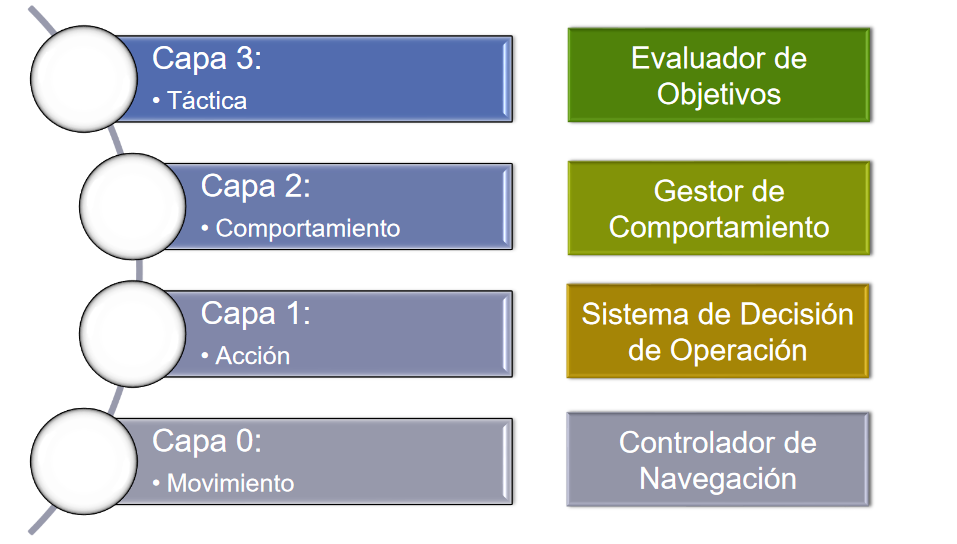 Capa 3:
• Táctica
Evaluador de
Objetivos
Capa 2:
• Comportamiento
Gestor de
Comportamiento
Capa 1:
• Acción
Sistema de Decisión
de Operación
Capa 0:
• Movimiento
Controlador de
Navegación